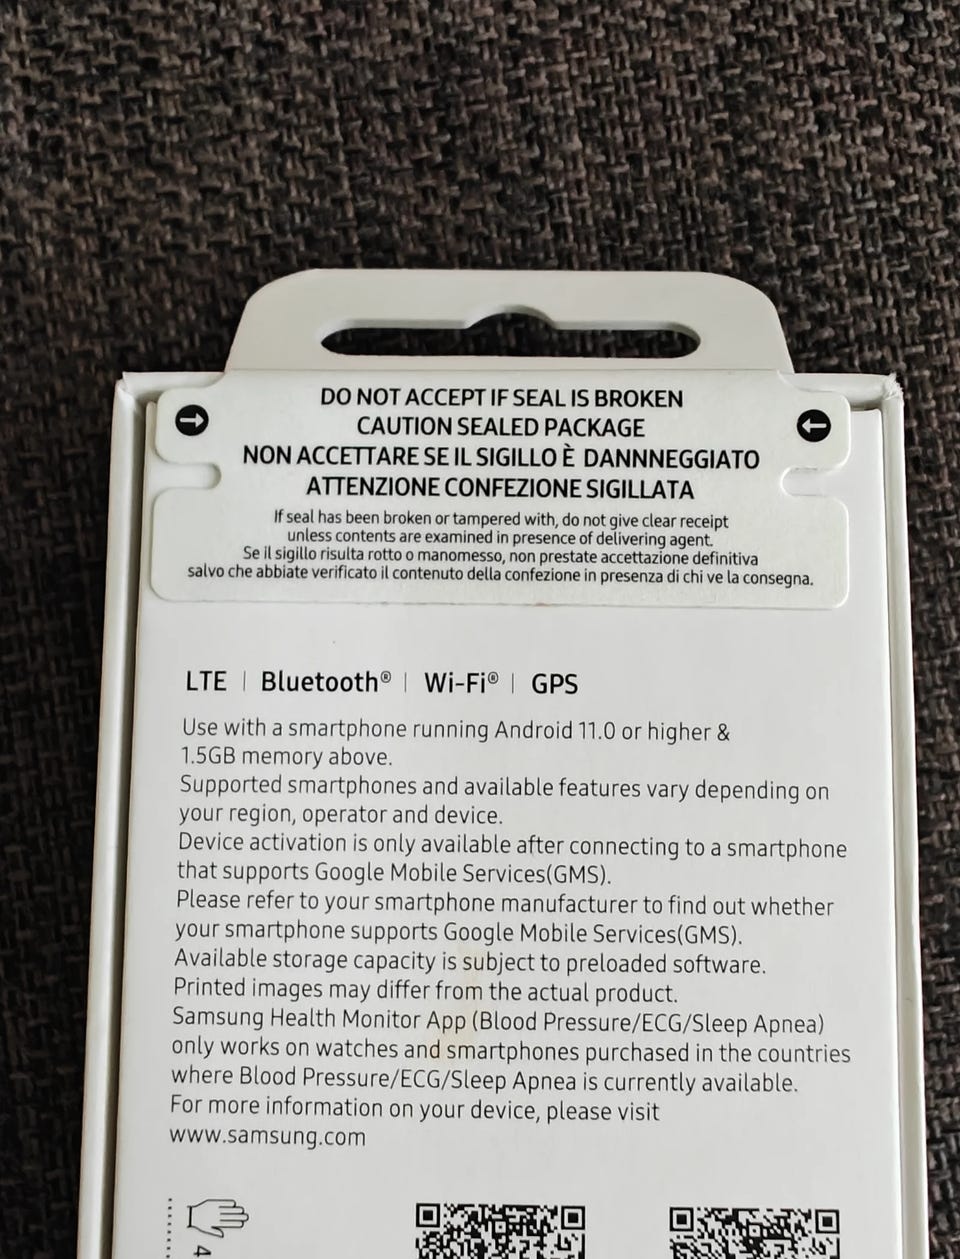 DO NOT ACCEPT IF SEAL IS BROKEN
CAUTION SEALED PACKAGE
NON ACCETTARE SE IL SIGILLO È DANNNEGGIATO
ATTENZIONE CONFEZIONE SIGILLATA
If seal has been broken or tampered with, do not give clear receipt
unless contents are examined in presence of delivering agent.
Se il sigillo risulta rotto o manomesso, non prestate accettazione definitiva
salvo che abbiate verificato il contenuto della confezione in presenza di chi ve la consegna.
LTE | Bluetooth® | Wi-Fi® | GPS
Use with a smartphone running Android 11.0 or higher &
1.5GB memory above.
Supported smartphones and available features vary depending on
your region, operator and device.
Device activation is only available after connecting to a smartphone
that supports Google Mobile Services(GMS).
Please refer to your smartphone manufacturer to find out whether
your smartphone supports Google Mobile Services(GMS).
Available storage capacity is subject to preloaded software.
Printed images may differ from the actual product.
Samsung Health Monitor App (Blood Pressure/ECG/Sleep Apnea)
only works on watches and smartphones purchased in the countries
where Blood Pressure/ECG/Sleep Apnea is currently available.
For more information on your device, please visit
www.samsung.com
4